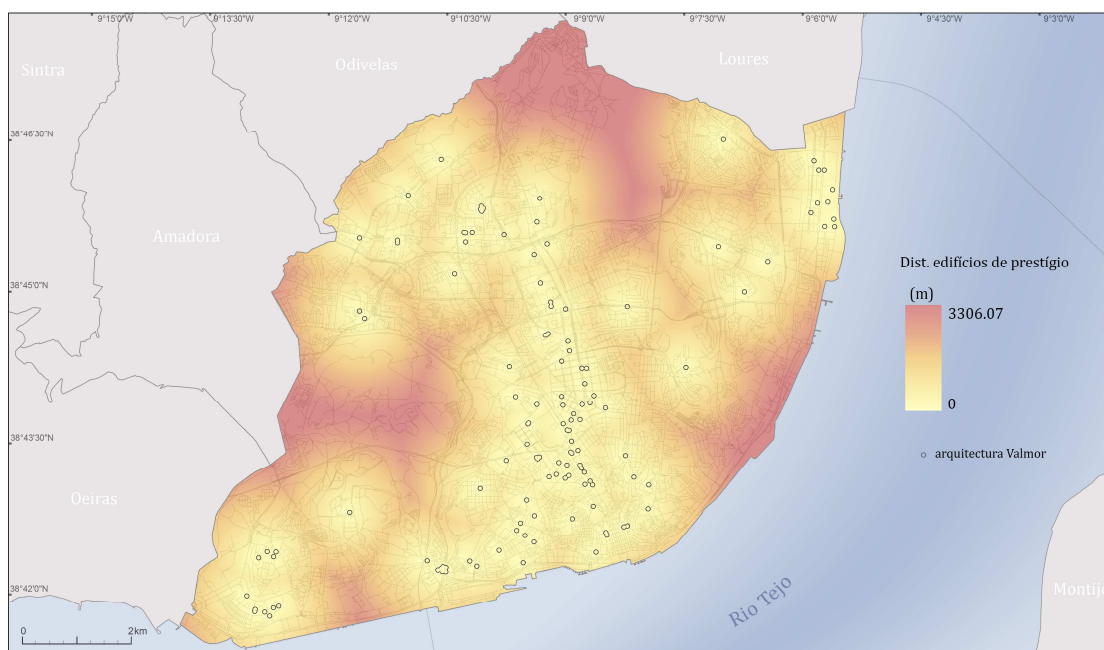 9°15'0"W 9°13'30"W 9°12'0"W 9°10'30"W 9°9'0"W 9°7'30"W 9°6'0"W 9°4'30"W 9°3'0"W
Sintra
Odivelas
Loures
38°46'30"N
Amadora
38°45'0"N
Dist. edifícios de prestígio
(m)
3306.07
0
38°43'30"N
arquitectura Valmor
Oeiras
38°42'0"N
Rio Tejo
Montijo
0 2km